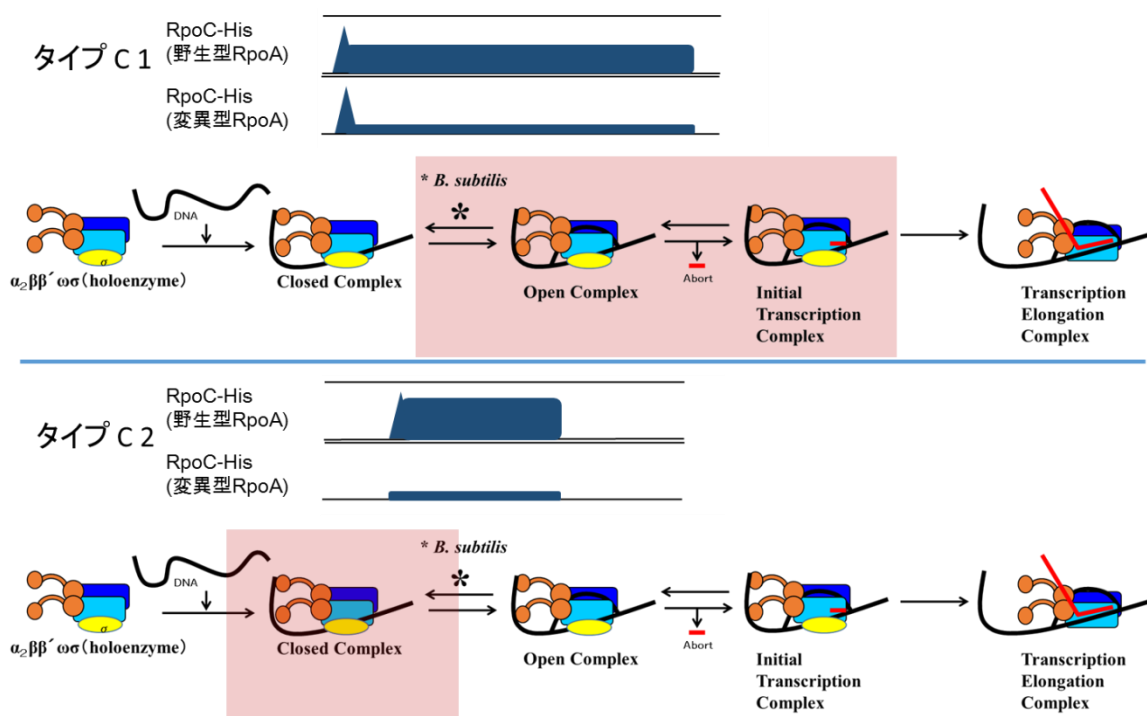 タイプ C 1
RpoC-His
(野生型RpoA)
RpoC-His
(変異型RpoA)
* B. subtilis
*
DNA
σ
α₂ββ´ ωσ(holoenzyme)
Closed Complex
Open Complex
Abort
Initial
Transcription
Complex
Transcription
Elongation
Complex
タイプ C 2
RpoC-His
(野生型RpoA)
RpoC-His
(変異型RpoA)
* B. subtilis
*
DNA
σ
α₂ββ´ ωσ(holoenzyme)
Closed Complex
Open Complex
Abort
Initial
Transcription
Complex
Transcription
Elongation
Complex